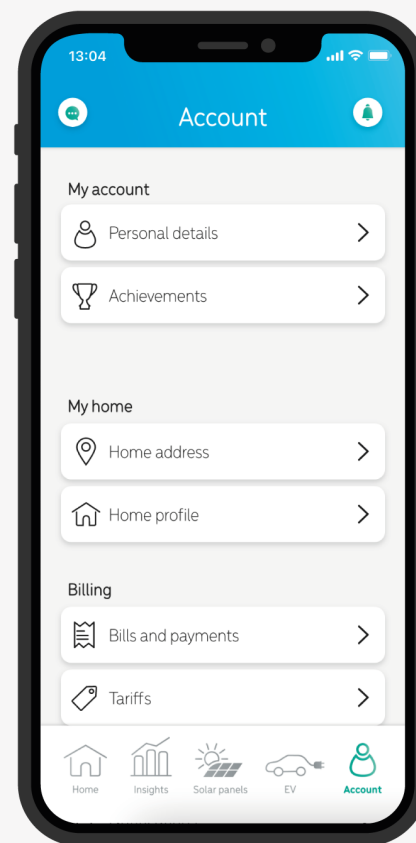 13:04
Account
My account
Personal details
Achievements
My home
Home address
Home profile
Billing
Bills and payments
Tariffs
Home
Insights
Solar panels
EV
Account